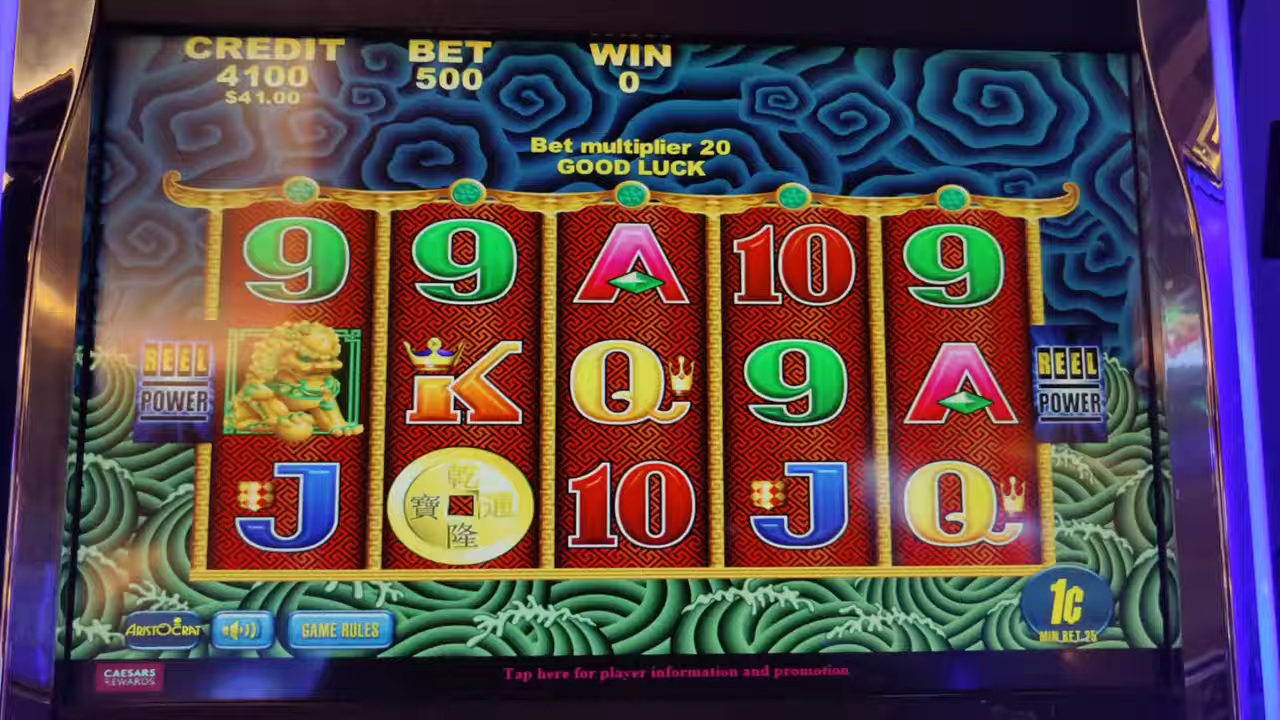 CREDIT BET WIN
4100 500 0
$41.00
Bet multiplier 20
GOOD LUCK
9 9 A 10 9
REEL POWER K Q 9 A REEL POWER
J 乾 隆 通 寶 10 J Q
1¢
MIN BET 25
ARISTOCRAT
GAME RULES
CAESARS
REWARDS
Tap here for player information and promotion